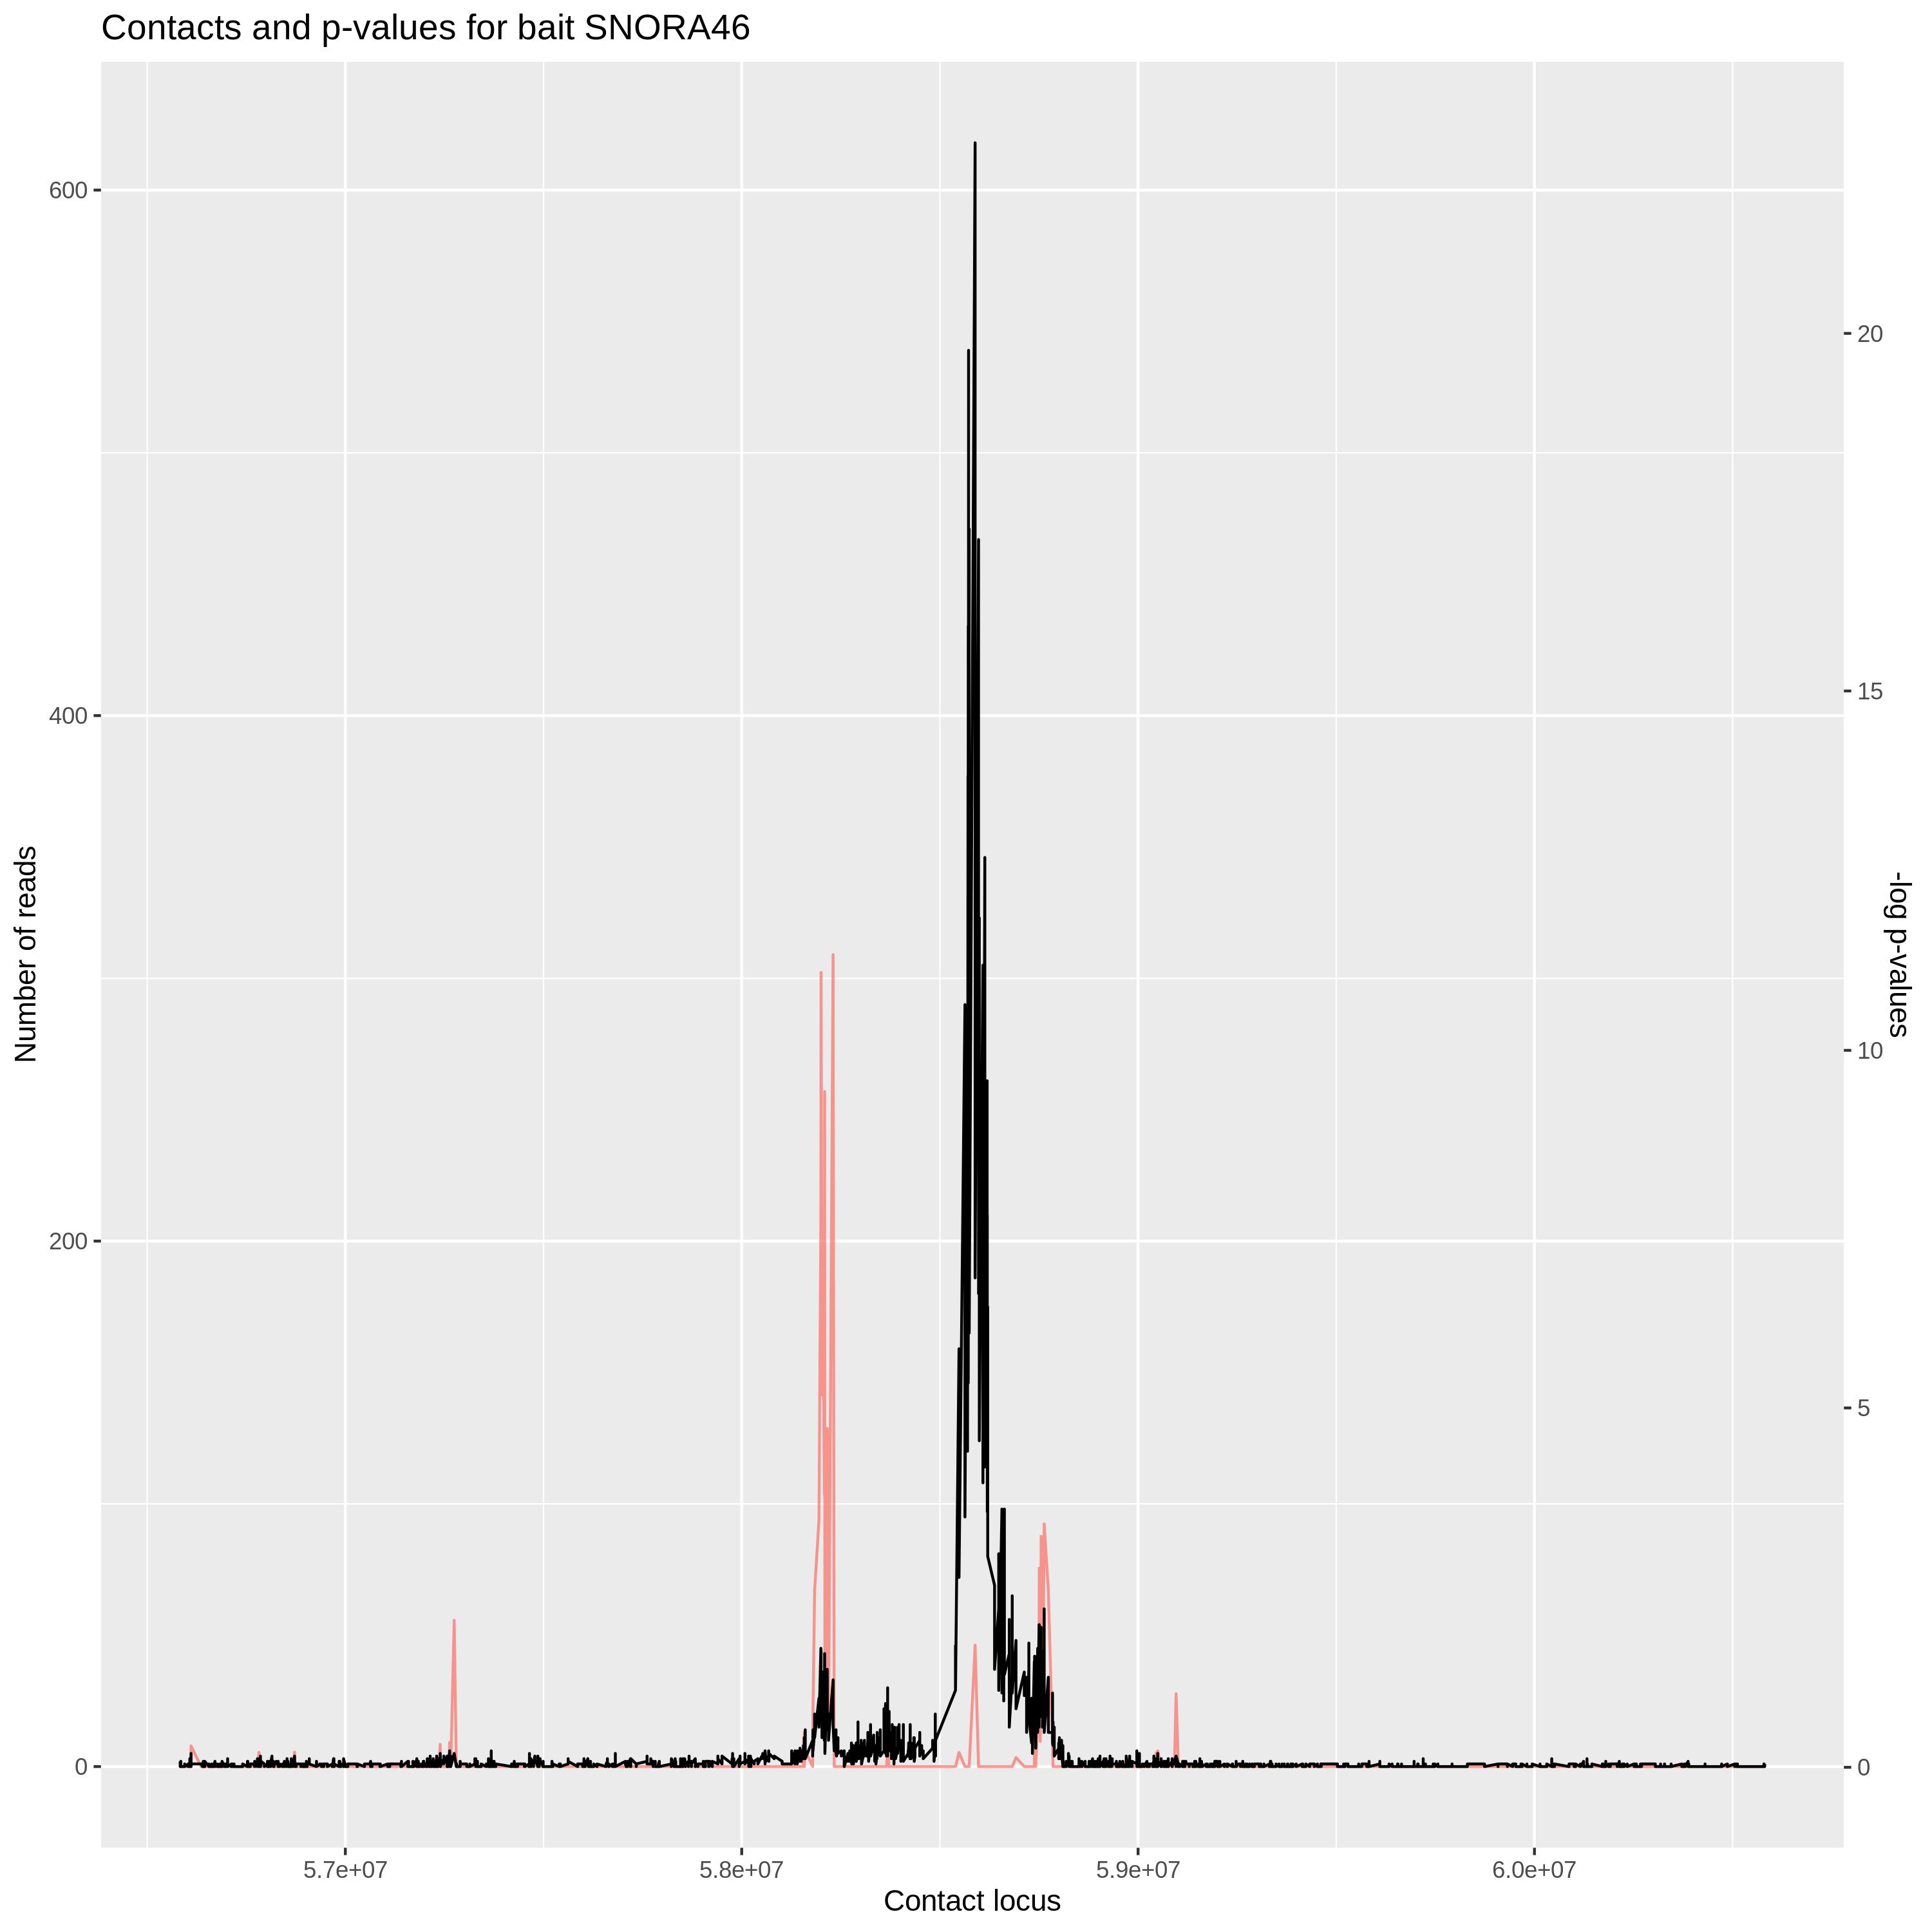 Contacts and p-values for bait SNORA46
600
400
200
0
Number of reads
20
15
10
5
0
-log p-values
5.7e+07
5.8e+07
5.9e+07
6.0e+07
Contact locus